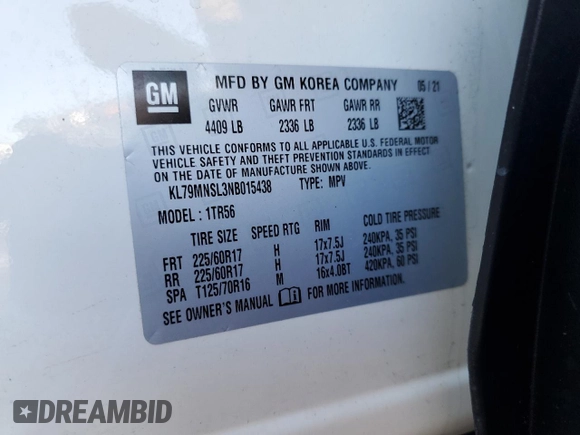 GM
MFD BY GM KOREA COMPANY 05 / 21
GVWR GAWR FRT GAWR RR
4409 LB 2336 LB 2336 LB
THIS VEHICLE CONFORMS TO ALL APPLICABLE U.S. FEDERAL MOTOR
VEHICLE SAFETY AND THEFT PREVENTION STANDARDS IN EFFECT
ON THE DATE OF MANUFACTURE SHOWN ABOVE.
KL79MNSL3NB015438 TYPE: MPV
MODEL : 1TR56
TIRE SIZE SPEED RTG RIM COLD TIRE PRESSURE
FRT 225/60R17 H 17x7.5J 240KPA, 35 PSI
RR 225/60R17 H 17x7.5J 240KPA, 35 PSI
SPA T125/70R16 M 16x4.0BT 420KPA, 60 PSI
SEE OWNER'S MANUAL FOR MORE INFORMATION.
DREAMBID